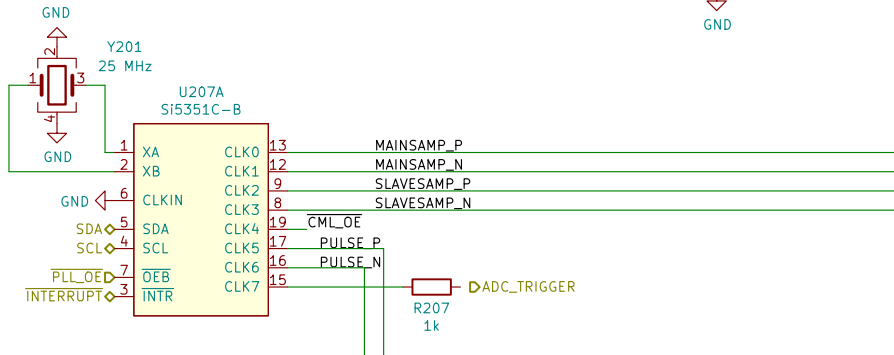 GND
GND
Y201
25 MHz
2
1
3
4
GND
U207A
Si5351C-B
1 XA CLK0 13 MAINSAMP_P
2 XB CLK1 12 MAINSAMP_N
CLK2 9 SLAVESAMP_P
GND 6 CLKIN
CLK3 8 SLAVESAMP_N
SDA 5 SDA CLK4 19 CML_OE
SCL 4 SCL CLK5 17 PULSE_P
CLK6 16 PULSE_N
PLL_OE 7 OEB
CLK7 15 ADC_TRIGGER
INTERRUPT 3 INTR
R207
1k